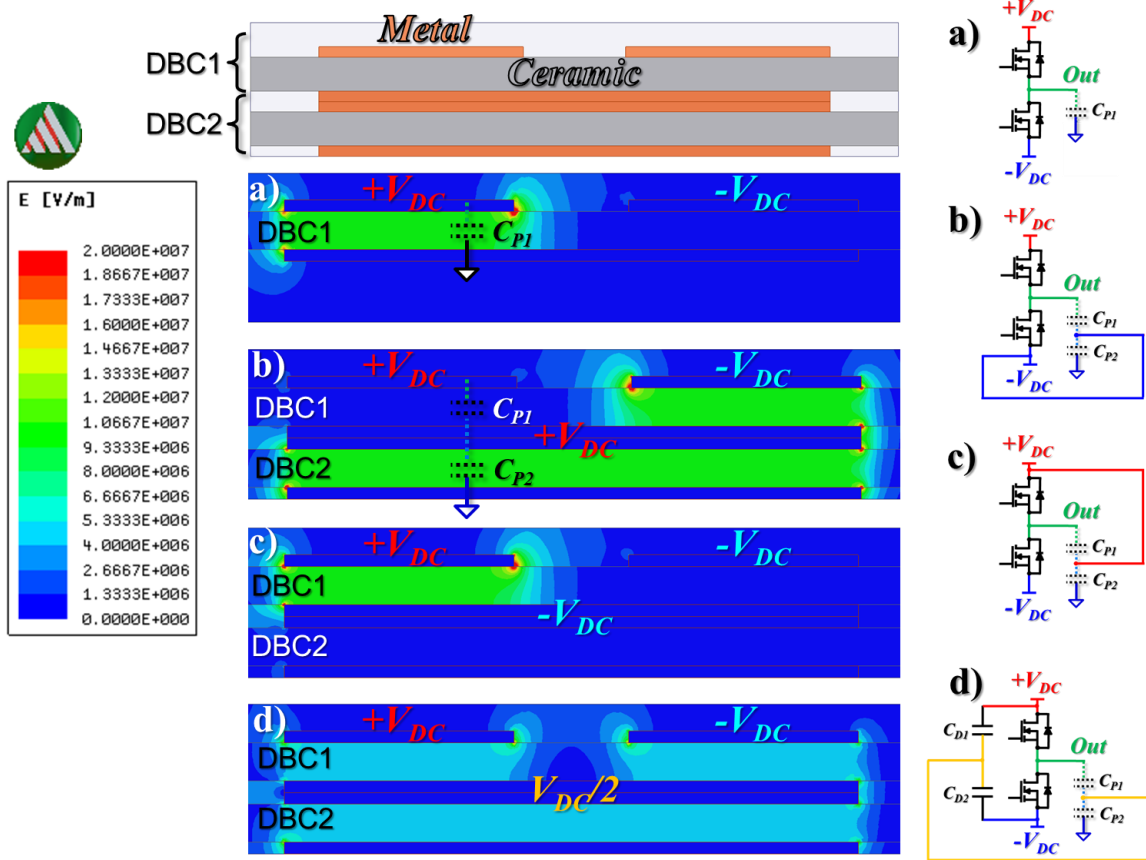 Metal
DBC1
Ceramic
DBC2
E [V/m]
2.0000E+007
1.8667E+007
1.7333E+007
1.6000E+007
1.4667E+007
1.3333E+007
1.2000E+007
1.0667E+007
9.3333E+006
8.0000E+006
6.6667E+006
5.3333E+006
4.0000E+006
2.6667E+006
1.3333E+006
0.0000E+000
a) +VDC -VDC
DBC1 CP1
b) +VDC -VDC
DBC1 CP1
+VDC
DBC2 CP2
c) +VDC -VDC
DBC1
-VDC
DBC2
d) +VDC -VDC
DBC1
VDC/2
DBC2
a) +VDC
Out
CP1
-VDC
b) +VDC
Out
CP1
CP2
-VDC
c) +VDC
Out
CP1
CP2
-VDC
d) +VDC
CD1
Out
CP1
CD2
CP2
-VDC